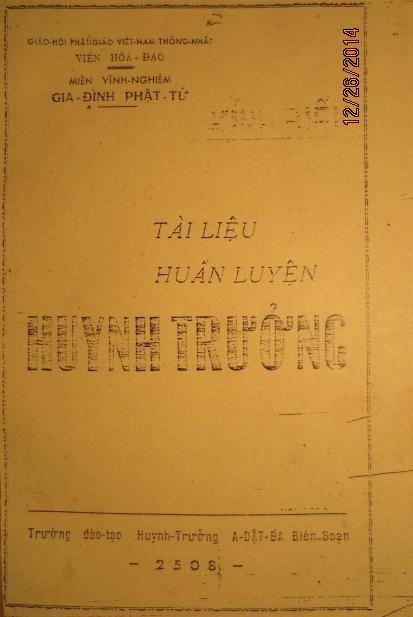 GIÁO-HỘI PHẬT-GIÁO VIỆT-NAM THỐNG-NHẤT
VIỆN HÓA-ĐẠO
MIỀN VĨNH-NGHIÊM
GIA-ĐÌNH PHẬT-TỬ
12/26/2014
TÀI LIỆU
HUẤN LUYỆN
HUYNH TRƯỞNG
Trường đào-tạo Huynh-Trưởng A-DẬT-ĐA Biên-Soạn
- 2508 -